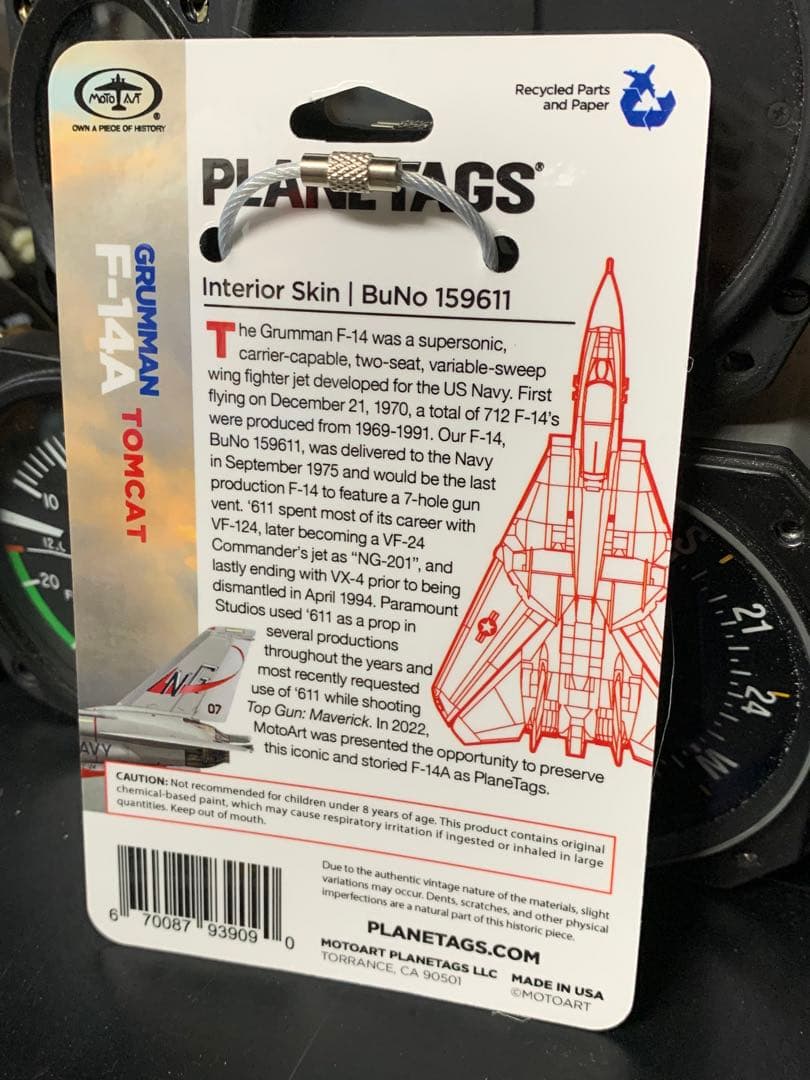 MOTO ART
®
OWN A PIECE OF HISTORY
Recycled Parts
and Paper
PLANETAGS®
GRUMMAN
F-14A TOMCAT
Interior Skin | BuNo 159611
The Grumman F-14 was a supersonic,
carrier-capable, two-seat, variable-sweep
wing fighter jet developed for the US Navy. First
flying on December 21, 1970, a total of 712 F-14's
were produced from 1969-1991. Our F-14,
BuNo 159611, was delivered to the Navy
in September 1975 and would be the last
production F-14 to feature a 7-hole gun
vent. '611 spent most of its career with
VF-124, later becoming a VF-24
Commander's jet as "NG-201", and
lastly ending with VX-4 prior to being
dismantled in April 1994. Paramount
Studios used '611 as a prop in
several productions
throughout the years and
most recently requested
use of '611 while shooting
Top Gun: Maverick. In 2022,
MotoArt was presented the opportunity to preserve
this iconic and storied F-14A as PlaneTags.
07
CAUTION: Not recommended for children under 8 years of age. This product contains original
chemical-based paint, which may cause respiratory irritation if ingested or inhaled in large
quantities. Keep out of mouth.
6 70087 93909 0
Due to the authentic vintage nature of the materials, slight
variations may occur. Dents, scratches, and other physical
imperfections are a natural part of this historic piece.
PLANETAGS.COM
MOTOART PLANETAGS LLC
TORRANCE, CA 90501
MADE IN USA
©MOTOART
10
20
S
21
24
W